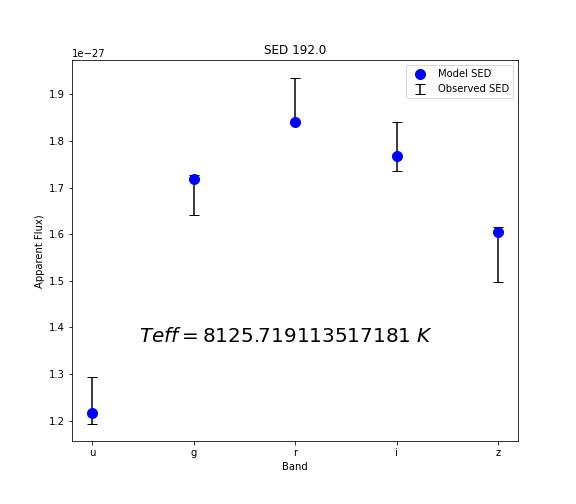 SED 192.0
1e−27
Model SED
Observed SED
1.9
1.8
1.7
1.6
1.5
1.4
1.3
1.2
Apparent Flux)
Teff = 8125.719113517181 K
u g r i z
Band